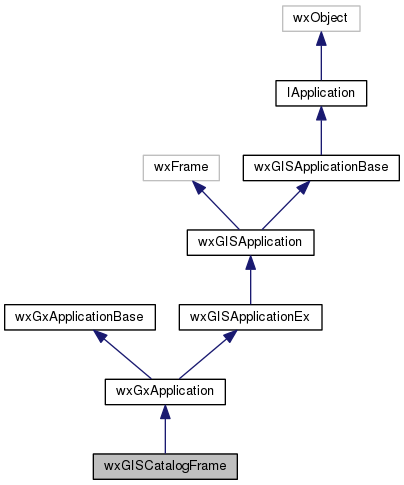 wxObject
IApplication
wxFrame
wxGISApplicationBase
wxGISApplication
wxGxApplicationBase
wxGISApplicationEx
wxGxApplication
wxGISCatalogFrame